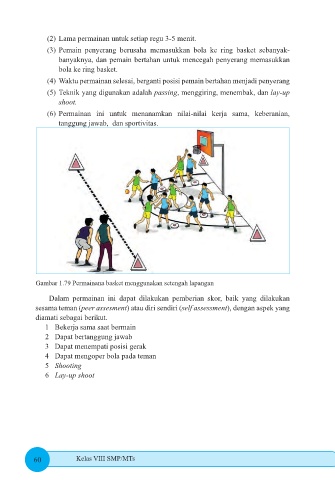 (2) Lama permainan untuk setiap regu 3-5 menit.
(3) Pemain penyerang berusaha memasukkan bola ke ring basket sebanyak-
banyaknya, dan pemain bertahan untuk mencegah penyerang memasukkan
bola ke ring basket.
(4) Waktu permainan selesai, berganti posisi pemain bertahan menjadi penyerang
(5) Teknik yang digunakan adalah passing, menggiring, menembak, dan lay-up
shoot.
(6) Permainan ini untuk menanamkan nilai-nilai kerja sama, keberanian,
tanggung jawab, dan sportivitas.
Gambar 1.79 Permainana basket menggunakan setengah lapangan
Dalam permainan ini dapat dilakukan pemberian skor, baik yang dilakukan
sesama teman (peer assesment) atau diri sendiri (self assessment), dengan aspek yang
diamati sebagai berikut.
1 Bekerja sama saat bermain
2 Dapat bertanggung jawab
3 Dapat menempati posisi gerak
4 Dapat mengoper bola pada teman
5 Shooting
6 Lay-up shoot
60 Kelas VIII SMP/MTs